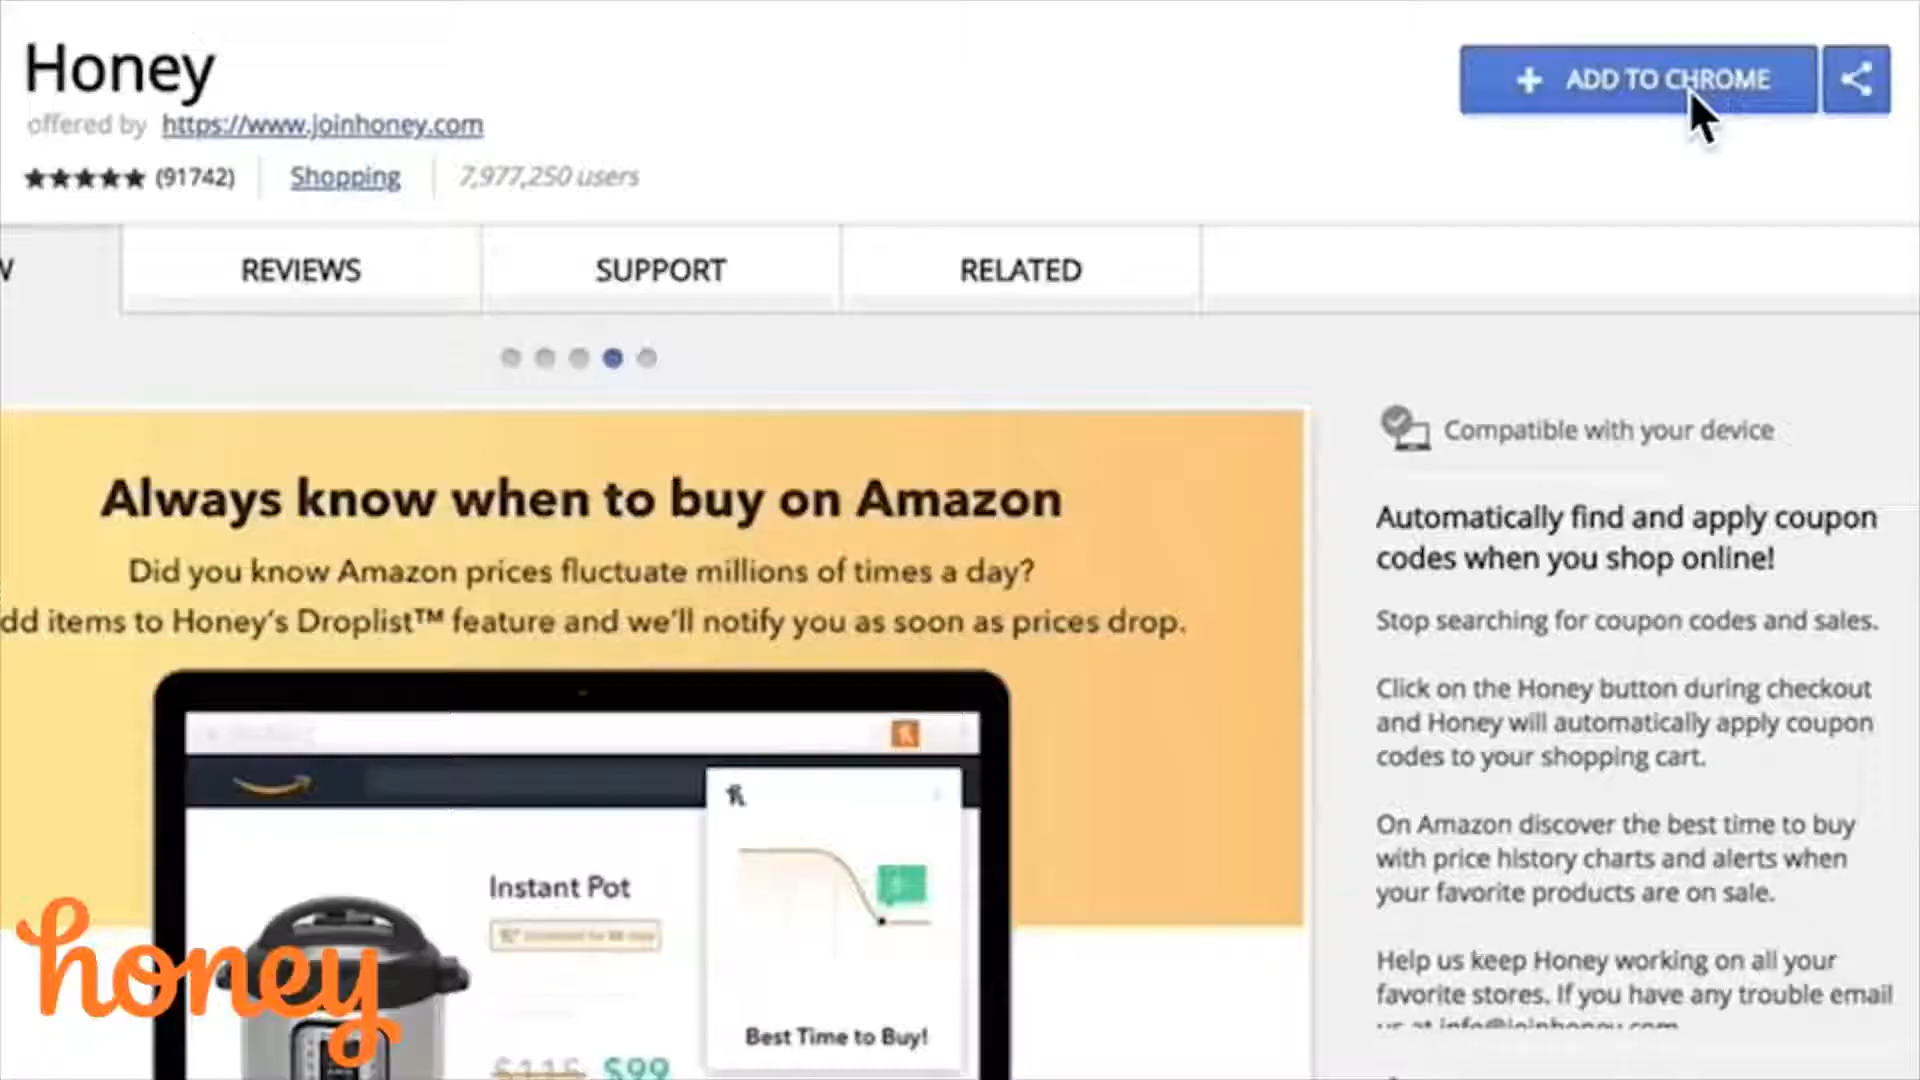 Honey
+ ADD TO CHROME
offered by https://www.joinhoney.com
★★★★★ (91742) Shopping 7,977,250 users
REVIEWS SUPPORT RELATED
Compatible with your device
Always know when to buy on Amazon
Did you know Amazon prices fluctuate millions of times a day?
dd items to Honey's Droplist™ feature and we'll notify you as soon as prices drop.
Automatically find and apply coupon
codes when you shop online!
Stop searching for coupon codes and sales.
Click on the Honey button during checkout
and Honey will automatically apply coupon
codes to your shopping cart.
On Amazon discover the best time to buy
with price history charts and alerts when
your favorite products are on sale.
Help us keep Honey working on all your
favorite stores. If you have any trouble email
us at info@joinhoney.com
Instant Pot
$115 $99
Best Time to Buy!
honey